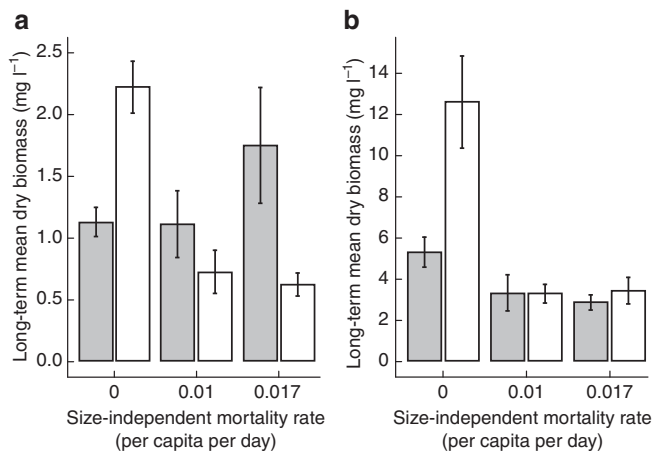 a
Long-term mean dry biomass (mg l⁻¹)
2.5
2.0
1.5
1.0
0.5
0.0
0 0.01 0.017
Size-independent mortality rate
(per capita per day)
b
Long-term mean dry biomass (mg l⁻¹)
14
12
10
8
6
4
2
0
0 0.01 0.017
Size-independent mortality rate
(per capita per day)